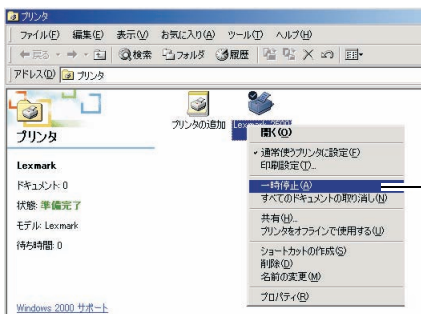 プリンタ
ファイル(F) 編集(E) 表示(V) お気に入り(A) ツール(T) ヘルプ(H)
戻る 検索 フォルダ 履歴
アドレス(D) プリンタ
プリンタ
Lexmark
ドキュメント: 0
状態: 準備完了
モデル: Lexmark
待ち時間: 0
Windows 2000 サポート
プリンタの追加
Lexmark
開く(O)
通常使うプリンタに設定(F)
印刷設定(T)...
一時停止(A)
すべてのドキュメントの取り消し(N)
共有(H)...
プリンタをオフラインで使用する(U)
ショートカットの作成(S)
削除(D)
名前の変更(M)
プロパティ(R)